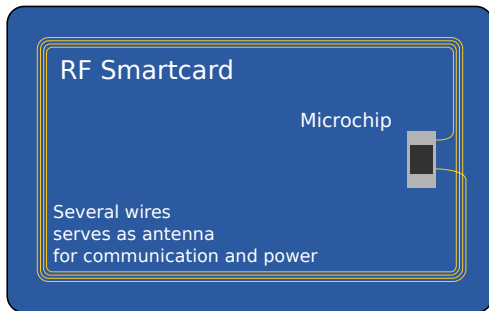 RF Smartcard
Microchip
Several wires
serves as antenna
for communication and power